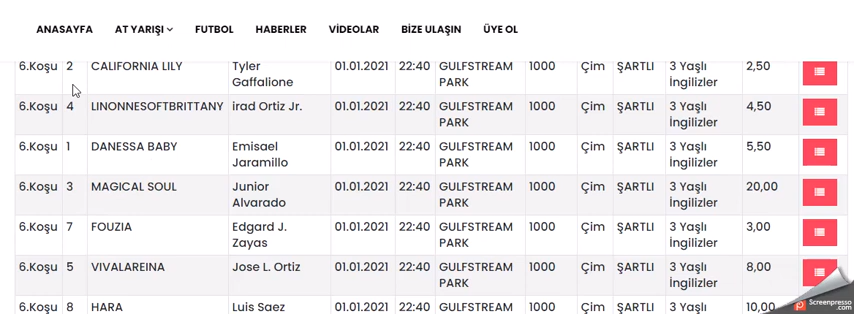 ANASAYFA AT YARIŞI FUTBOL HABERLER VİDEOLAR BİZE ULAŞIN ÜYE OL
6.Koşu 2 CALIFORNIA LILY Tyler Gaffalione 01.01.2021 22:40 GULFSTREAM PARK 1000 Çim ŞARTLI 3 Yaşlı İngilizler 2,50
6.Koşu 4 LINONNESOFTBRITTANY irad Ortiz Jr. 01.01.2021 22:40 GULFSTREAM PARK 1000 Çim ŞARTLI 3 Yaşlı İngilizler 4,50
6.Koşu 1 DANESSA BABY Emisael Jaramillo 01.01.2021 22:40 GULFSTREAM PARK 1000 Çim ŞARTLI 3 Yaşlı İngilizler 5,50
6.Koşu 3 MAGICAL SOUL Junior Alvarado 01.01.2021 22:40 GULFSTREAM PARK 1000 Çim ŞARTLI 3 Yaşlı İngilizler 20,00
6.Koşu 7 FOUZIA Edgard J. Zayas 01.01.2021 22:40 GULFSTREAM PARK 1000 Çim ŞARTLI 3 Yaşlı İngilizler 3,00
6.Koşu 5 VIVALAREINA Jose L. Ortiz 01.01.2021 22:40 GULFSTREAM PARK 1000 Çim ŞARTLI 3 Yaşlı İngilizler 8,00
6.Koşu 8 HARA Luis Saez 01.01.2021 22:40 GULFSTREAM 1000 Çim ŞARTLI 3 Yaşlı 10,00
Screenpresso
.com